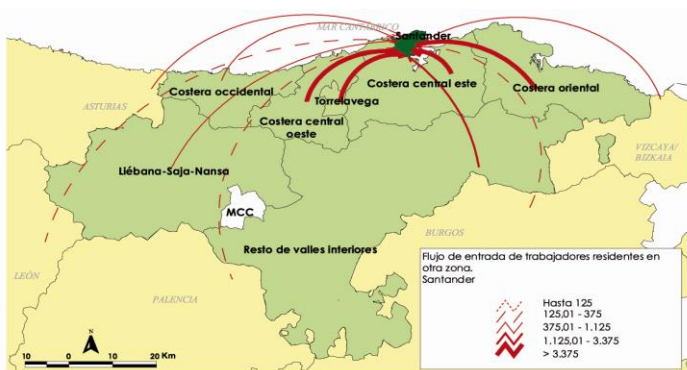 MAR CANTÁBRICO
Santander
Costera occidental
Costera central este
Costera oriental
ASTURIAS
Torrelavega
Costera central
oeste
VIZCAYA/
BIZKAIA
Liébana-Saja-Nansa
MCC
BURGOS
Resto de valles interiores
LEÓN
PALENCIA
Flujo de entrada de trabajadores residentes en
otra zona.
Santander
Hasta 125
125,01 - 375
375,01 - 1.125
1.125,01 - 3.375
> 3.375
N
10 0 10 20 Km